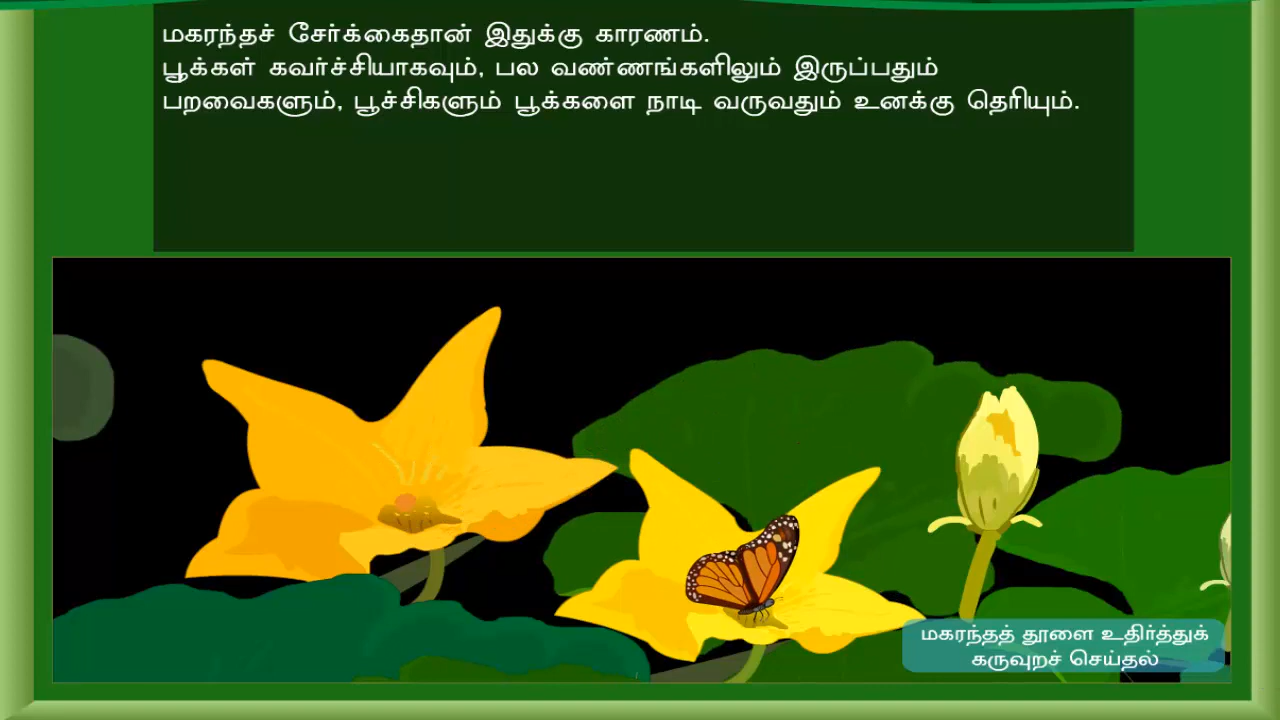 மகரந்தச் சேர்க்கைதான் இதுக்கு காரணம்.
பூக்கள் கவர்ச்சியாகவும், பல வண்ணங்களிலும் இருப்பதும்
பறவைகளும், பூச்சிகளும் பூக்களை நாடி வருவதும் உனக்கு தெரியும்.
மகரந்தத் தூளை உதிர்த்துக்
கருவுறச் செய்தல்